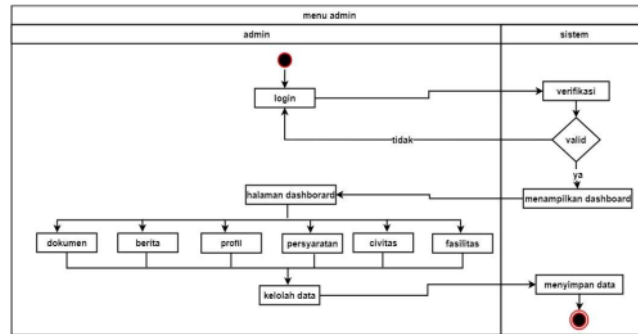 menu admin
admin
sistem
login
verifikasi
tidak
valid
ya
halaman dashborard
menampilkan dashboard
dokumen
berita
profil
persyaratan
civitas
fasilitas
kelolah data
menyimpan data